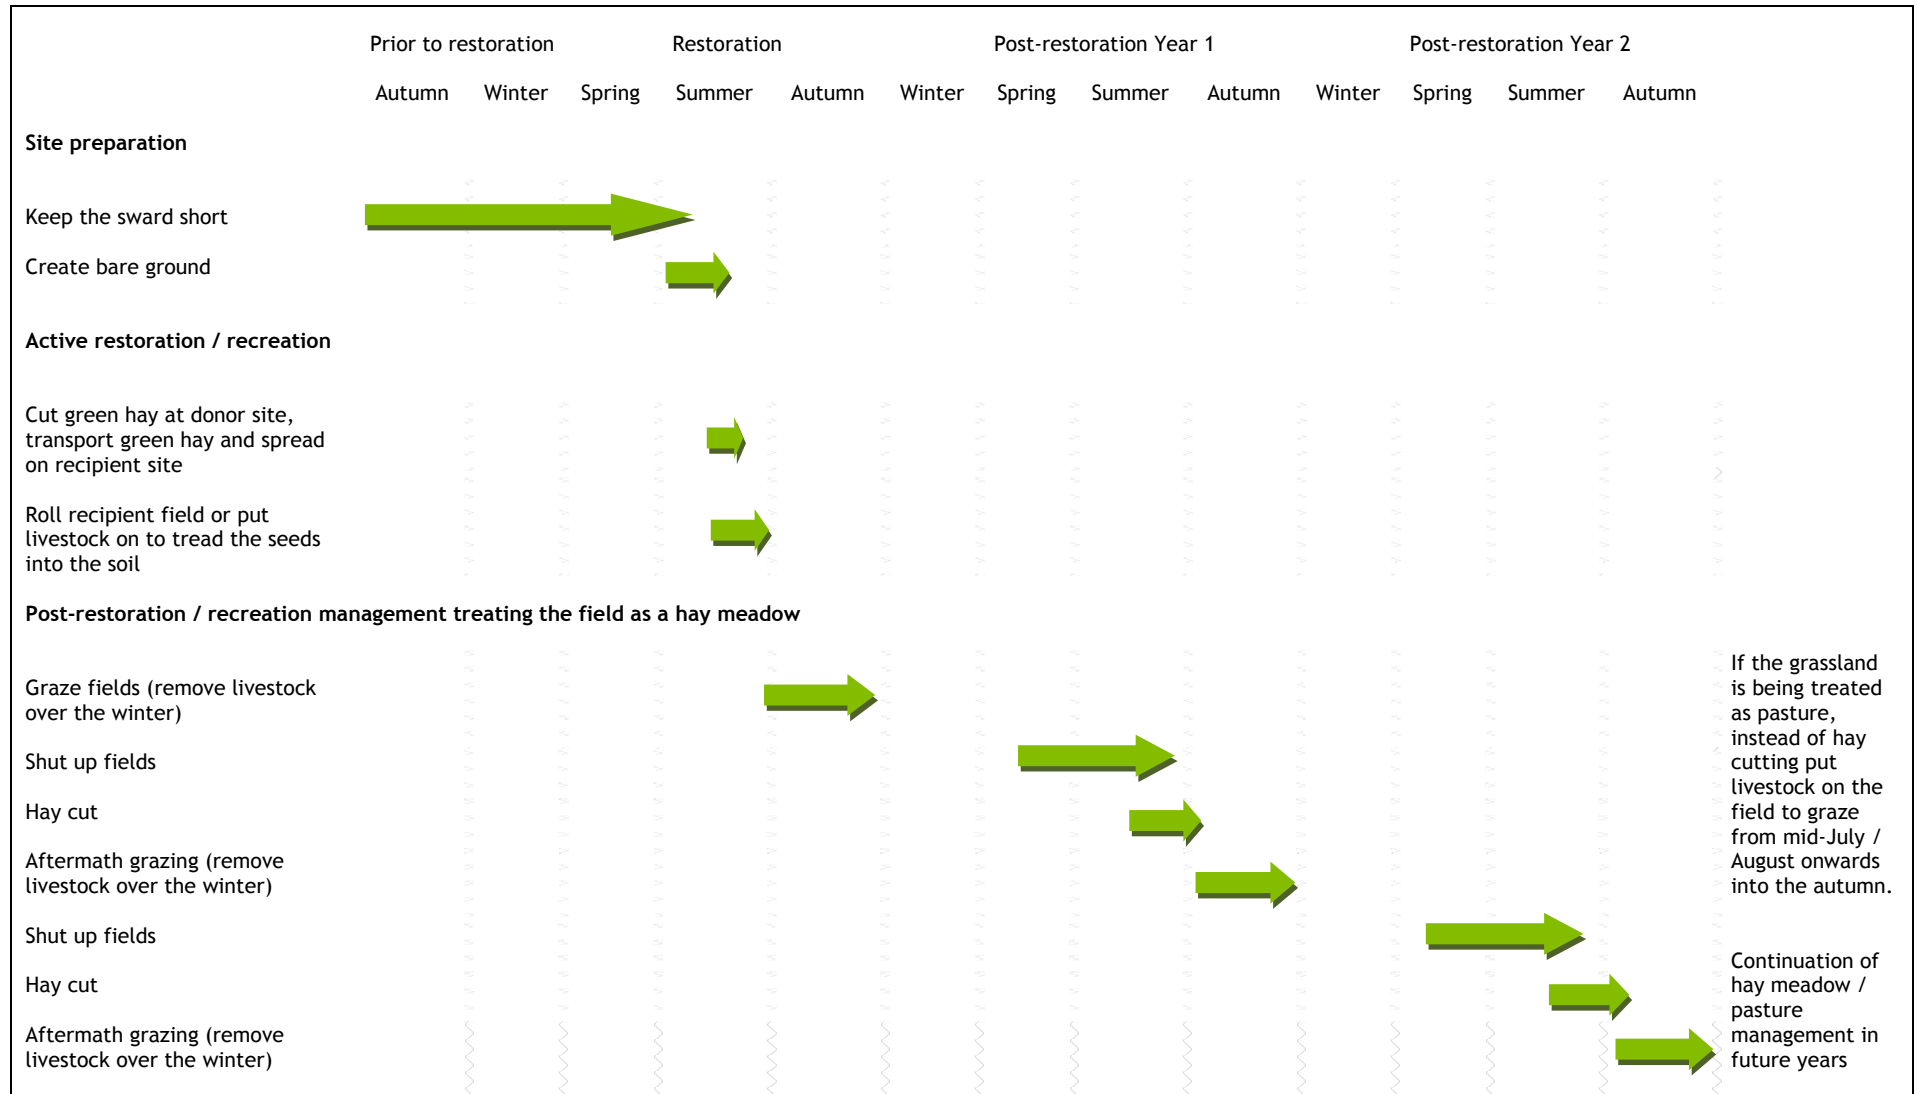 Prior to restoration Restoration Post-restoration Year 1 Post-restoration Year 2
Autumn Winter Spring Summer Autumn Winter Spring Summer Autumn Winter Spring Summer Autumn
Site preparation
Keep the sward short
Create bare ground
Active restoration / recreation
Cut green hay at donor site,
transport green hay and spread
on recipient site
Roll recipient field or put
livestock on to tread the seeds
into the soil
Post-restoration / recreation management treating the field as a hay meadow
Graze fields (remove livestock
over the winter)
Shut up fields
Hay cut
Aftermath grazing (remove
livestock over the winter)
Shut up fields
Hay cut
Aftermath grazing (remove
livestock over the winter)
If the grassland
is being treated
as pasture,
instead of hay
cutting put
livestock on the
field to graze
from mid-July /
August onwards
into the autumn.
Continuation of
hay meadow /
pasture
management in
future years